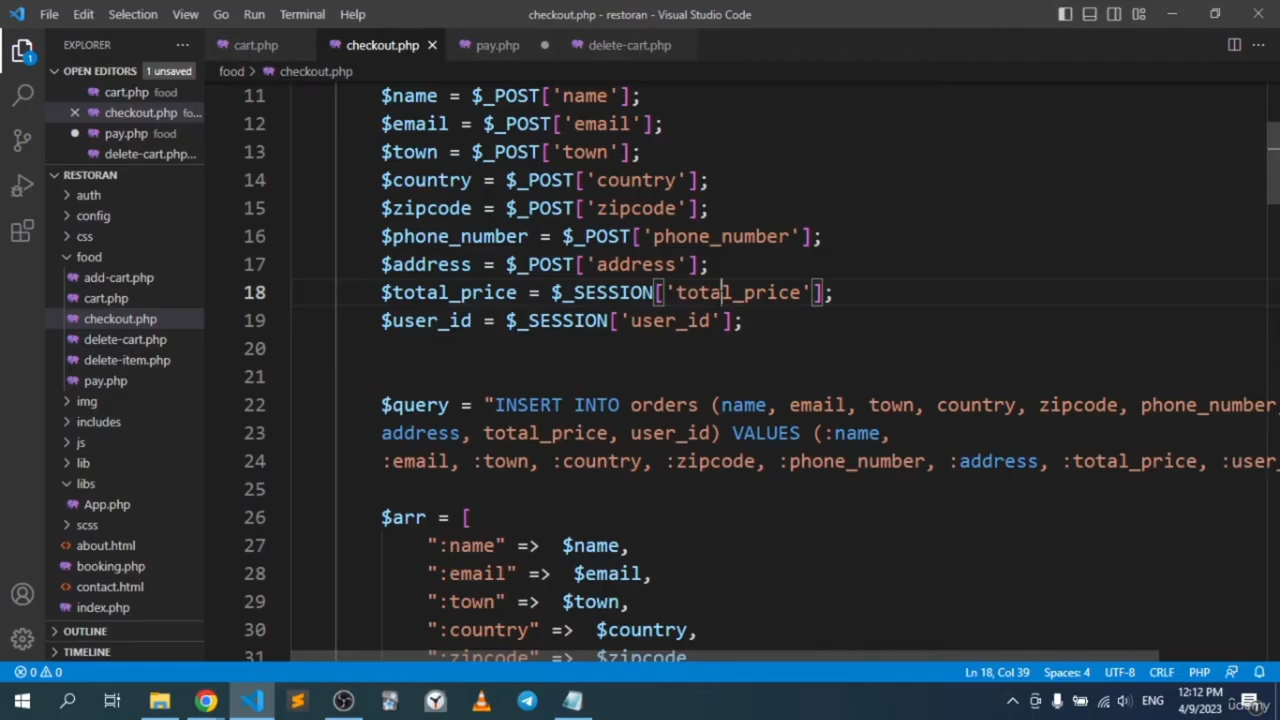 File Edit Selection View Go Run Terminal Help
checkout.php - restoran - Visual Studio Code
EXPLORER
cart.php
checkout.php
pay.php
delete-cart.php
OPEN EDITORS 1 unsaved
food > checkout.php
cart.php food
checkout.php fo...
pay.php food
delete-cart.php...
RESTORAN
auth
config
css
food
add-cart.php
cart.php
checkout.php
delete-cart.php
delete-item.php
pay.php
img
includes
js
lib
libs
App.php
scss
about.html
booking.php
contact.html
index.php
OUTLINE
TIMELINE
11 $name = $_POST['name'];
12 $email = $_POST['email'];
13 $town = $_POST['town'];
14 $country = $_POST['country'];
15 $zipcode = $_POST['zipcode'];
16 $phone_number = $_POST['phone_number'];
17 $address = $_POST['address'];
18 $total_price = $_SESSION['total_price'];
19 $user_id = $_SESSION['user_id'];
20
21
22 $query = "INSERT INTO orders (name, email, town, country, zipcode, phone_number
23 address, total_price, user_id) VALUES (:name,
24 :email, :town, :country, :zipcode, :phone_number, :address, :total_price, :user_
25
26 $arr = [
27 ":name" => $name,
28 ":email" => $email,
29 ":town" => $town,
30 ":country" => $country,
31 ":zipcode" => $zipcode
0 0
Ln 18, Col 39 Spaces: 4 UTF-8 CRLF PHP
ENG
12:12 PM
4/9/2023
udemy